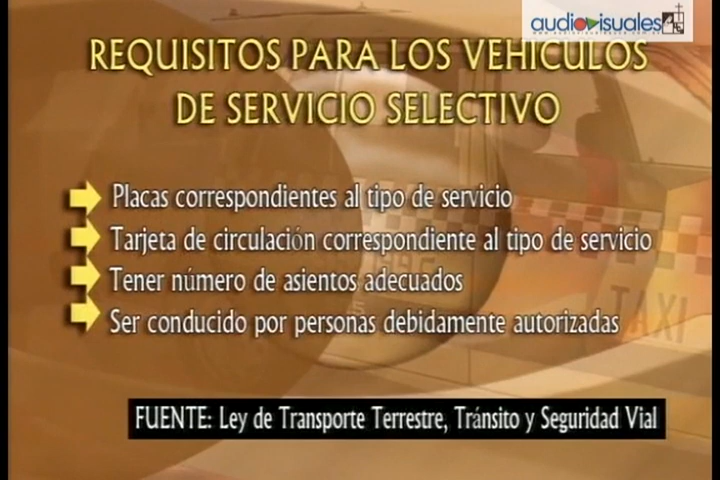 audiovisuales
REQUISITOS PARA LOS VEHICULOS
DE SERVICIO SELECTIVO
Placas correspondientes al tipo de servicio
Tarjeta de circulación correspondiente al tipo de servicio
Tener número de asientos adecuados
Ser conducido por personas debidamente autorizadas
TAXI
FUENTE: Ley de Transporte Terrestre, Tránsito y Seguridad Vial